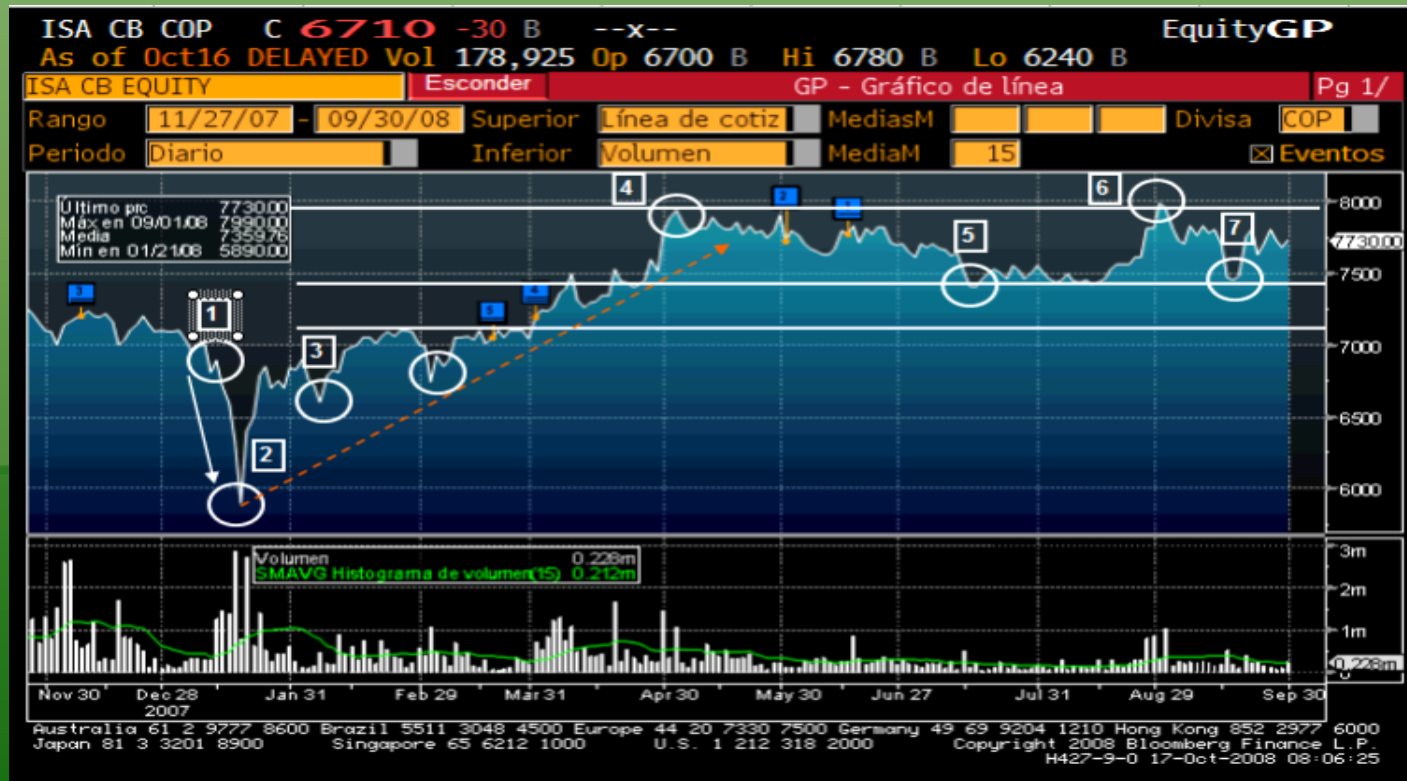 ISA CB COP C 6710 -30 B --x-- EquityGP
As of Oct16 DELAYED Vol 178,925 Op 6700 B Hi 6780 B Lo 6240 B
ISA CB EQUITY Esconder GP - Gráfico de línea Pg 1/
Rango 11/27/07 - 09/30/08 Superior Línea de cotiz MediasM Divisa COP
Periodo Diario Inferior Volumen MediaM 15 Eventos
Último prc 7730.00
Máx en 09/01/08 7990.00
Media 7359.76
Mín en 01/21/08 5890.00
4
6
2
1
5
7
3
1
5
4
3
2
8000
7730.00
7500
7000
6500
6000
Volumen 0.228m
SMAVG Histograma de volumen(15) 0.212m
3m
2m
1m
0.228m
0
Nov 30 Dec 28 Jan 31 Feb 29 Mar 31 Apr 30 May 30 Jun 27 Jul 31 Aug 29 Sep 30
2007
Australia 61 2 9777 8600 Brazil 5511 3048 4500 Europe 44 20 7330 7500 Germany 49 69 9204 1210 Hong Kong 852 2977 6000
Japan 81 3 3201 8900 Singapore 65 6212 1000 U.S. 1 212 318 2000 Copyright 2008 Bloomberg Finance L.P.
H427-9-0 17-Oct-2008 08:06:25